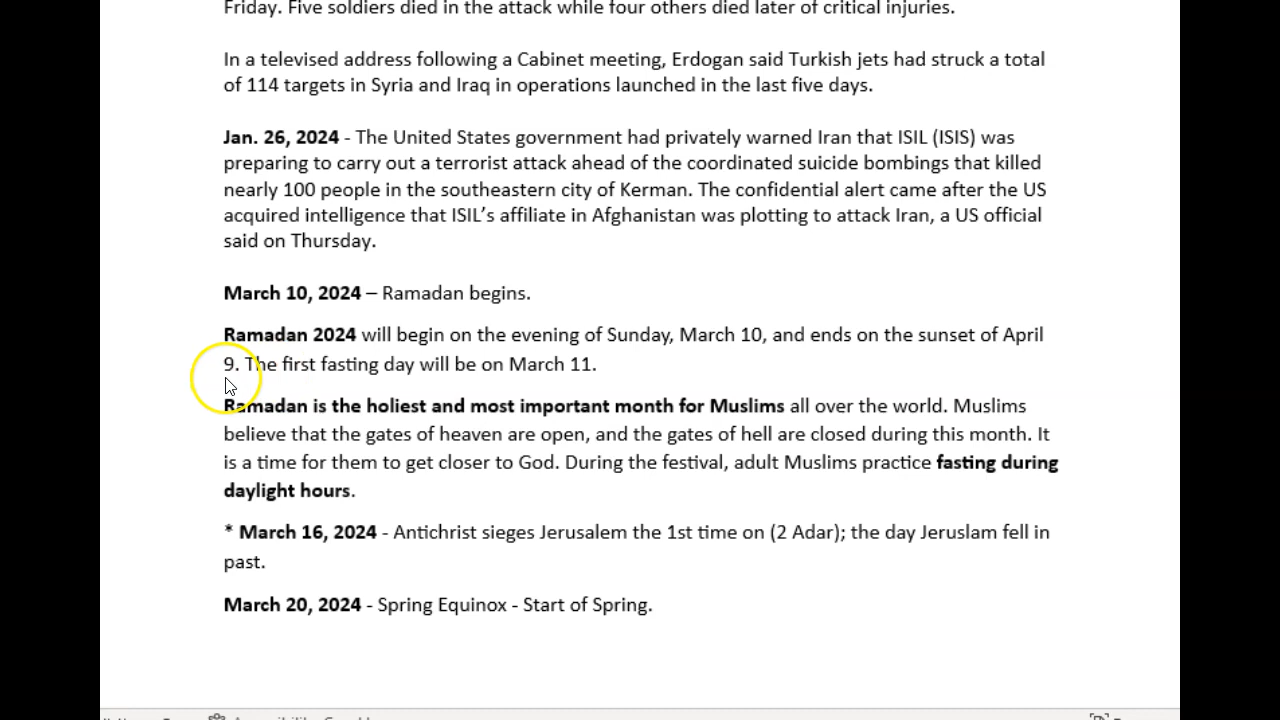 Friday. Five soldiers died in the attack while four others died later of critical injuries.
In a televised address following a Cabinet meeting, Erdogan said Turkish jets had struck a total
of 114 targets in Syria and Iraq in operations launched in the last five days.
Jan. 26, 2024 - The United States government had privately warned Iran that ISIL (ISIS) was
preparing to carry out a terrorist attack ahead of the coordinated suicide bombings that killed
nearly 100 people in the southeastern city of Kerman. The confidential alert came after the US
acquired intelligence that ISIL’s affiliate in Afghanistan was plotting to attack Iran, a US official
said on Thursday.
March 10, 2024 – Ramadan begins.
Ramadan 2024 will begin on the evening of Sunday, March 10, and ends on the sunset of April
9. The first fasting day will be on March 11.
Ramadan is the holiest and most important month for Muslims all over the world. Muslims
believe that the gates of heaven are open, and the gates of hell are closed during this month. It
is a time for them to get closer to God. During the festival, adult Muslims practice fasting during
daylight hours.
* March 16, 2024 - Antichrist sieges Jerusalem the 1st time on (2 Adar); the day Jeruslam fell in
past.
March 20, 2024 - Spring Equinox - Start of Spring.